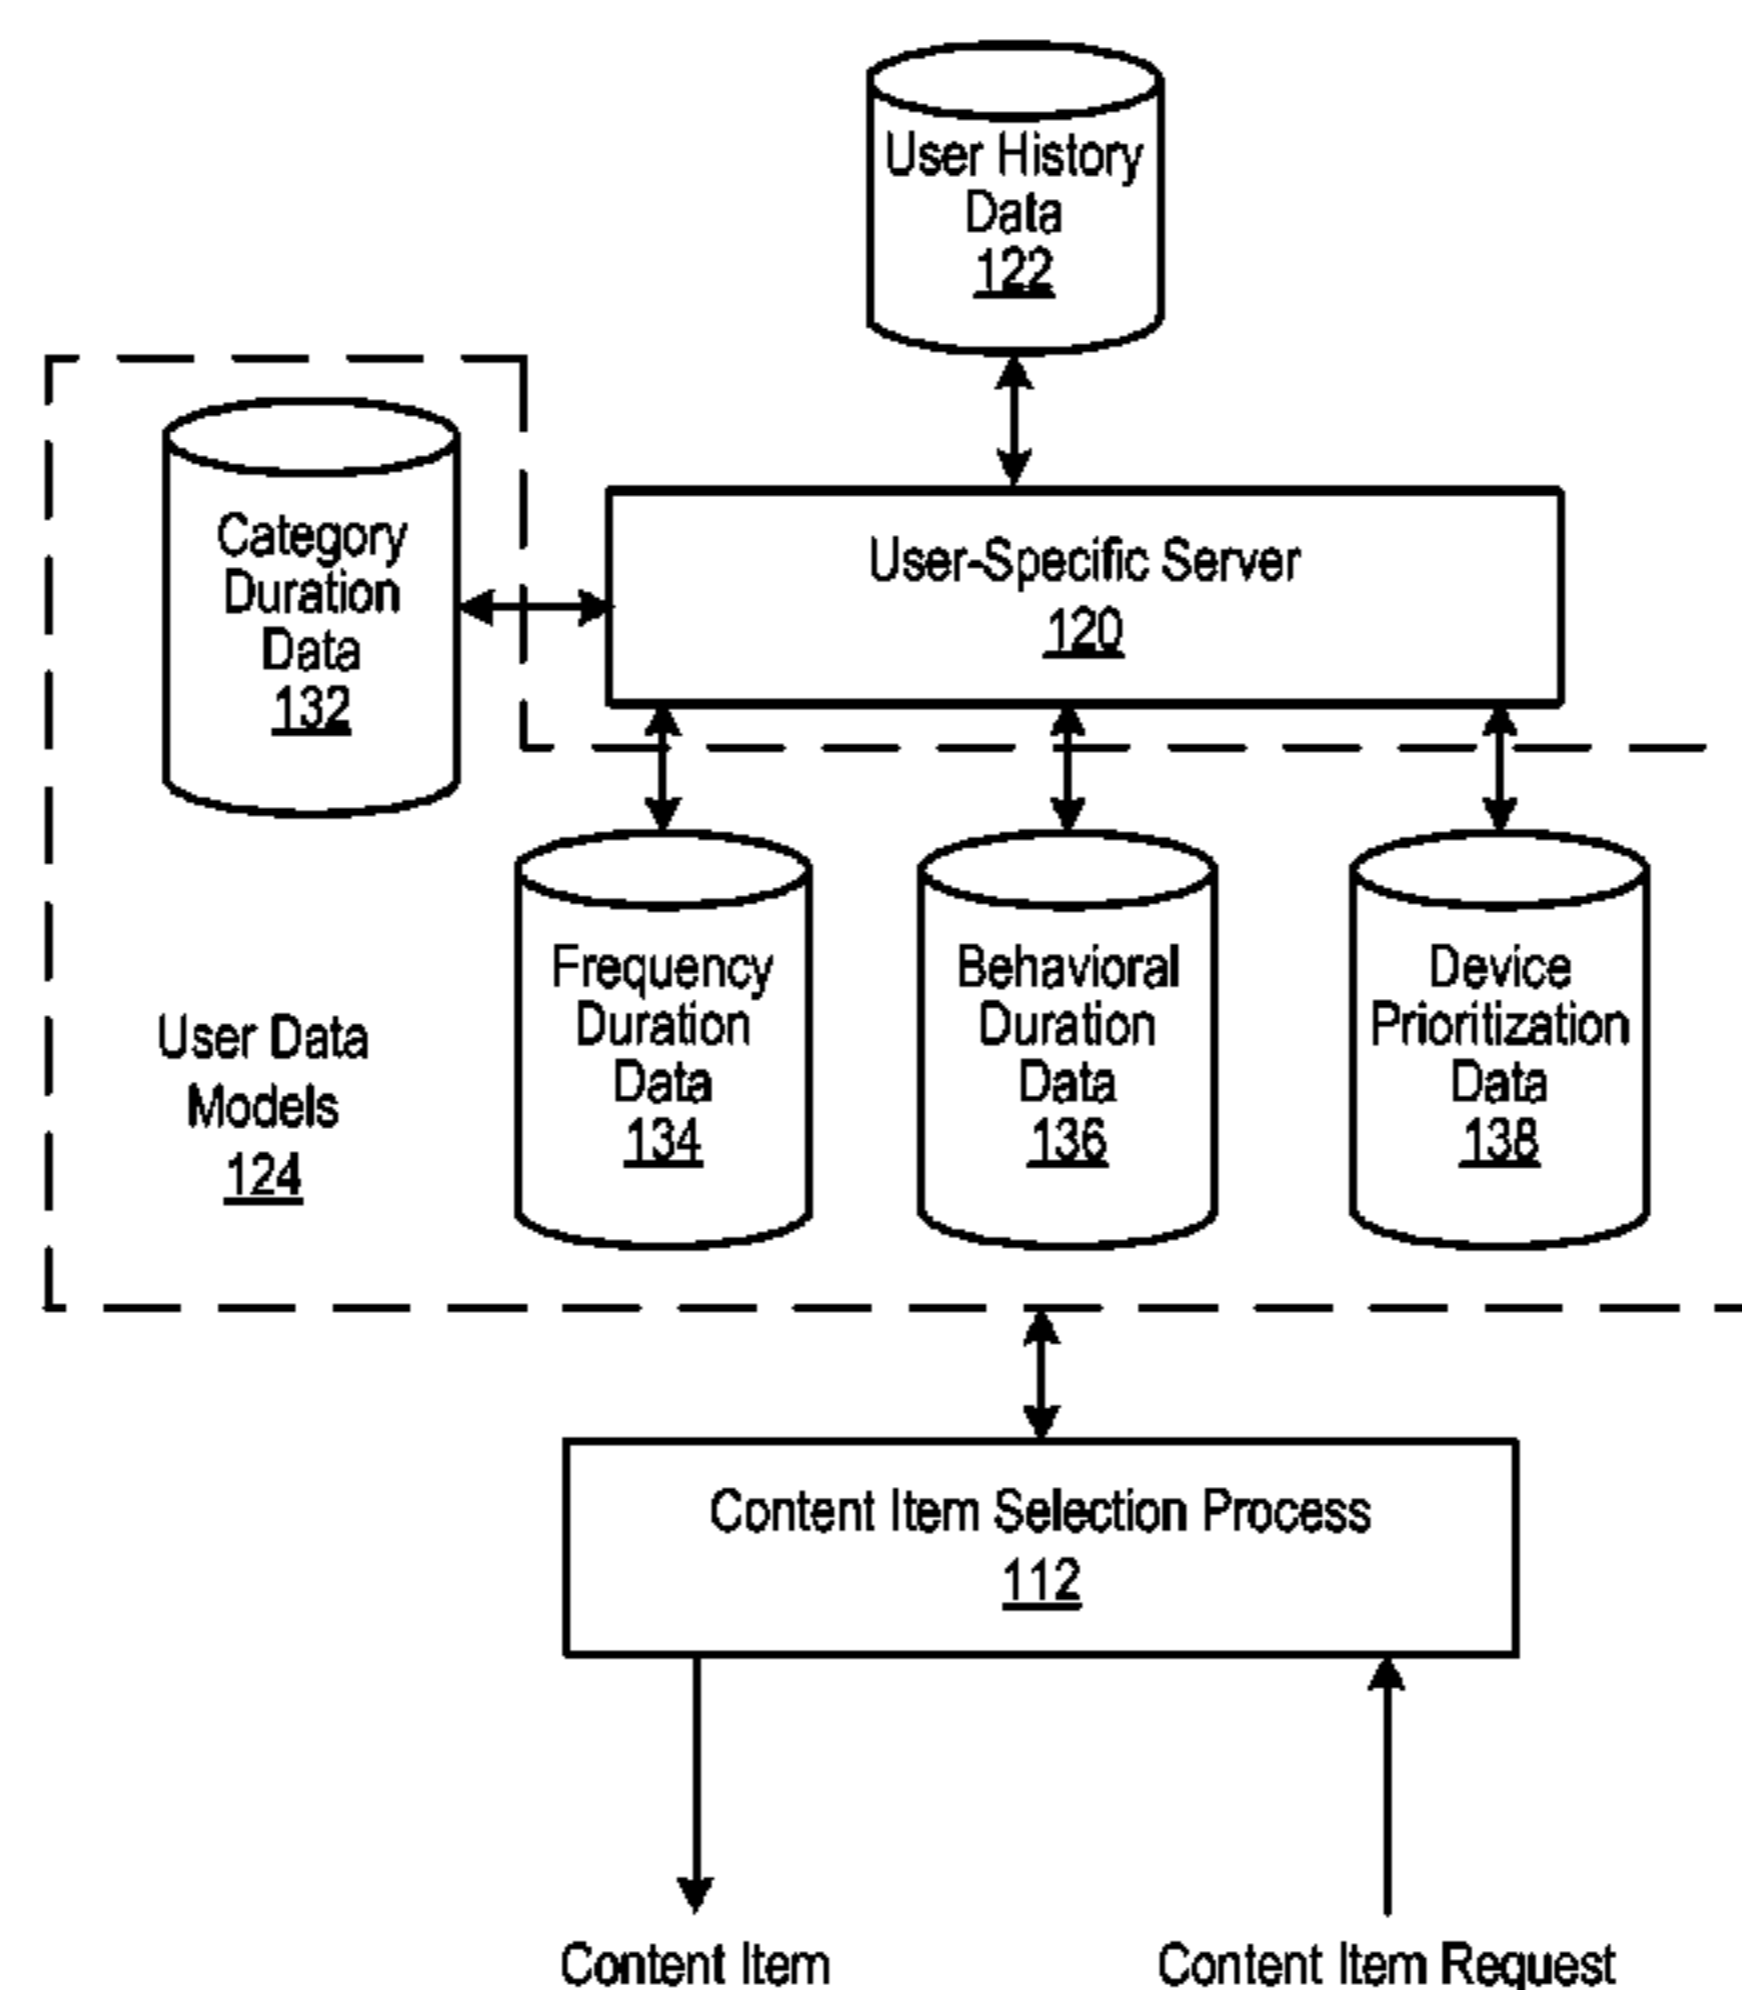 User History
Data
122
Category
Duration
Data
132
User-Specific Server
120
Frequency
Duration
Data
134
Behavioral
Duration
Data
136
Device
Prioritization
Data
138
User Data
Models
124
Content Item Selection Process
112
Content Item
Content Item Request